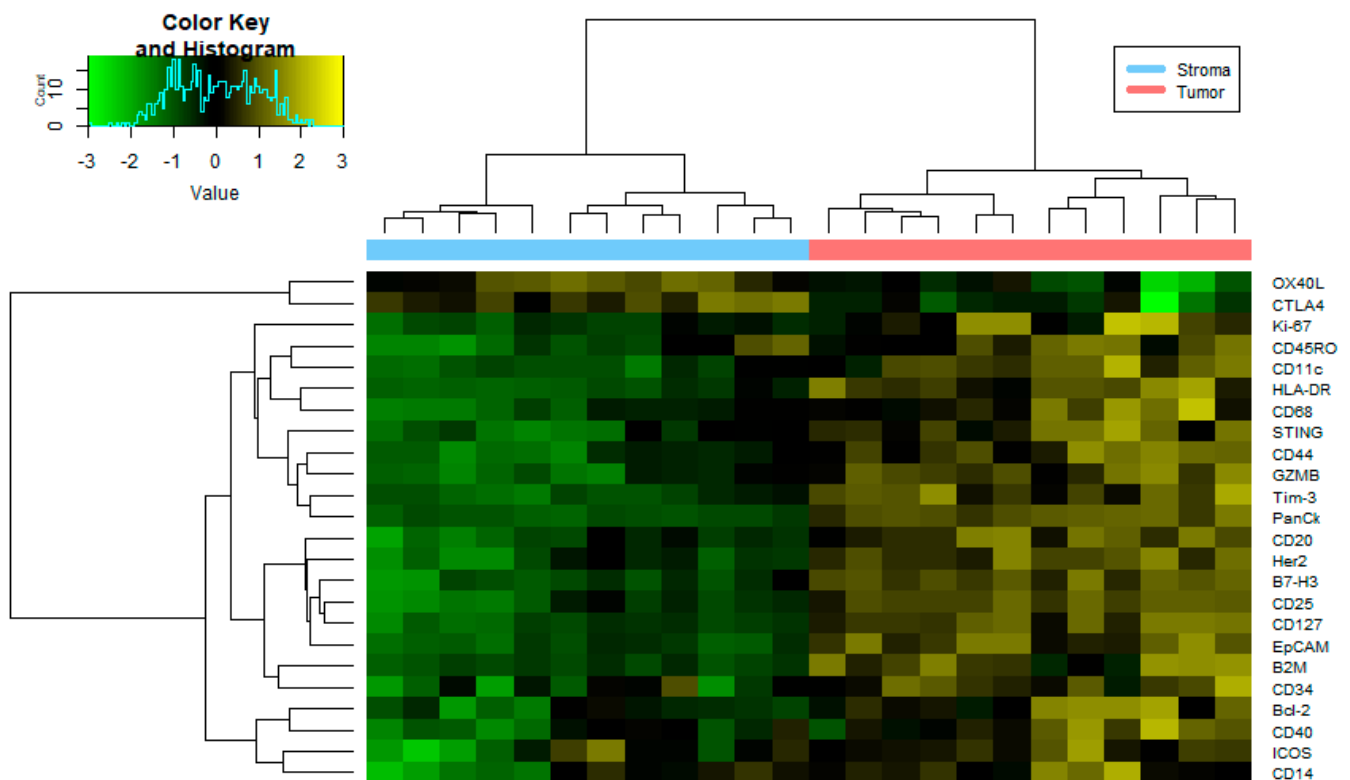 Color Key
and Histogram
Count
0 10
-3 -2 -1 0 1 2 3
Value
Stroma
Tumor
OX40L
CTLA4
Ki-67
CD45RO
CD11c
HLA-DR
CD68
STING
CD44
GZMB
Tim-3
PanCk
CD20
Her2
B7-H3
CD25
CD127
EpCAM
B2M
CD34
Bcl-2
CD40
ICOS
CD14